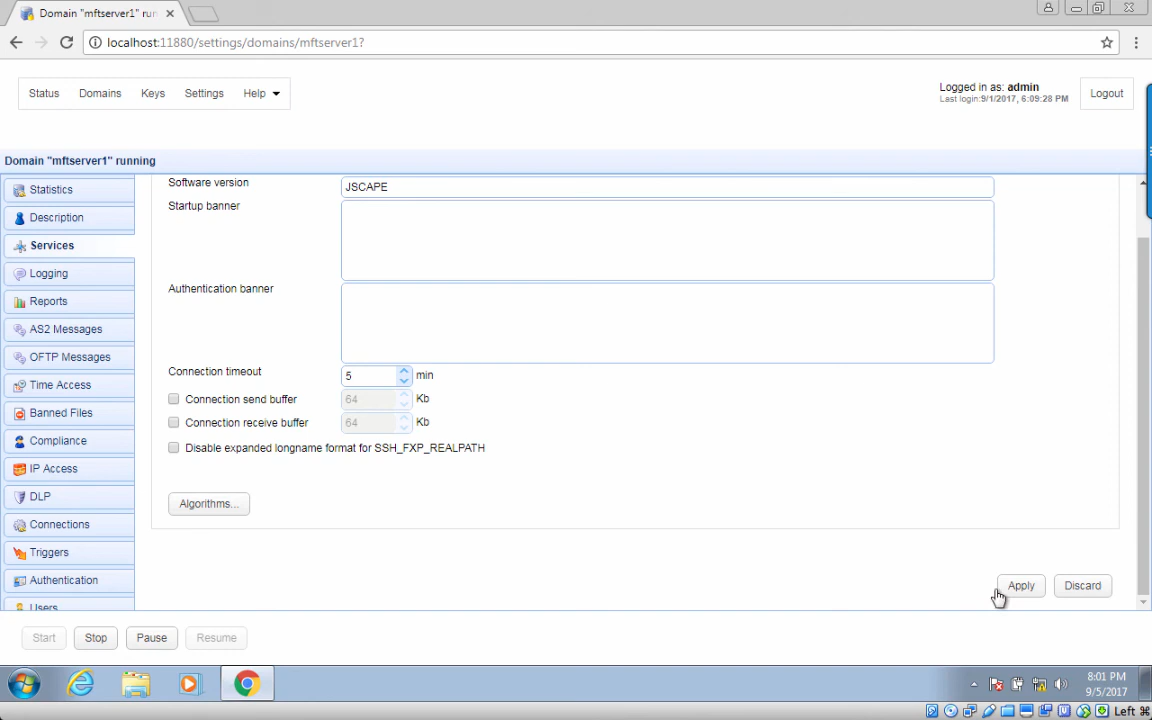 Domain "mftserver1" run
localhost:11880/settings/domains/mftserver1?
Status Domains Keys Settings Help
Logged in as: admin
Last login:9/1/2017, 6:09:28 PM
Logout
Domain "mftserver1" running
Statistics
Description
Services
Logging
Reports
AS2 Messages
OFTP Messages
Time Access
Banned Files
Compliance
IP Access
DLP
Connections
Triggers
Authentication
Users
Software version JSCAPE
Startup banner
Authentication banner
Connection timeout 5 min
Connection send buffer 64 Kb
Connection receive buffer 64 Kb
Disable expanded longname format for SSH_FXP_REALPATH
Algorithms...
Apply Discard
Start Stop Pause Resume
8:01 PM
9/5/2017
Left ⌘